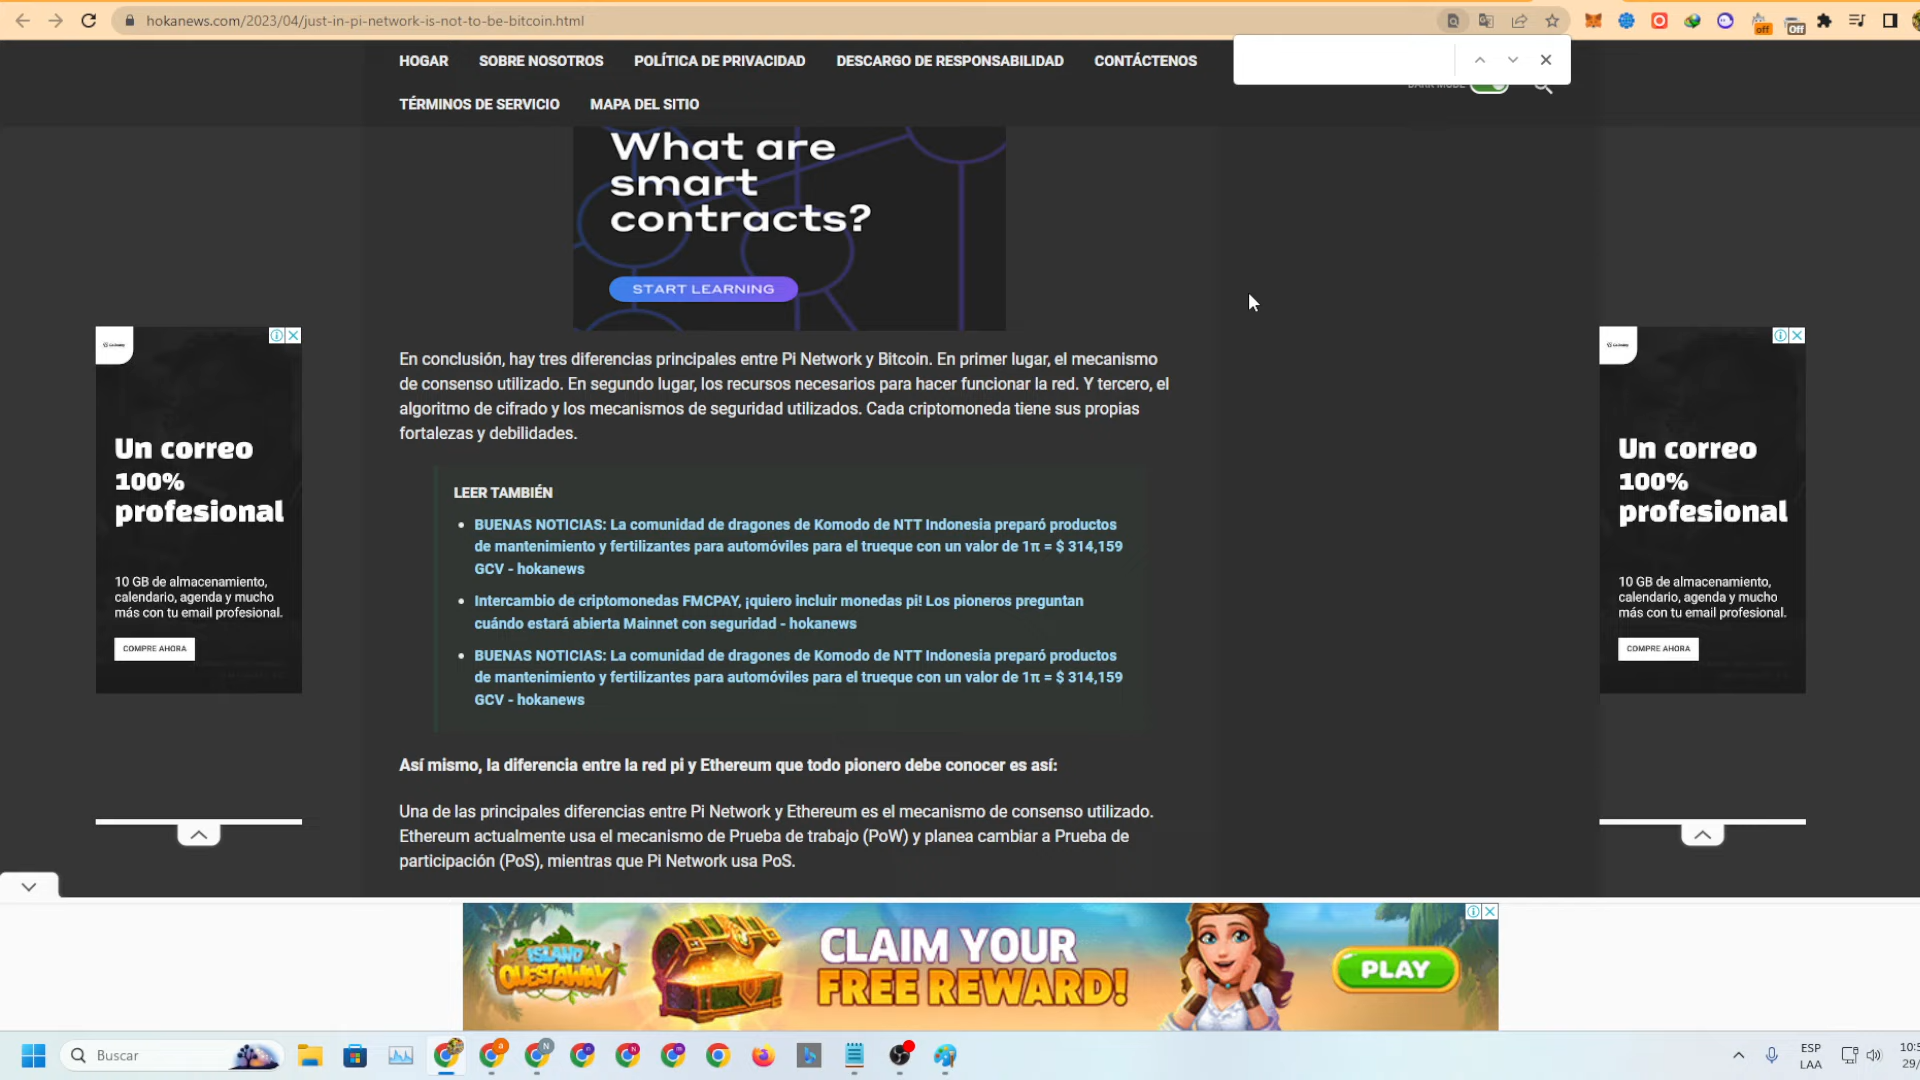 hokanews.com/2023/04/just-in-pi-network-is-not-to-be-bitcoin.html
off
Off
HOGAR
SOBRE NOSOTROS
POLÍTICA DE PRIVACIDAD
DESCARGO DE RESPONSABILIDAD
CONTÁCTENOS
DARK MODE
TÉRMINOS DE SERVICIO
MAPA DEL SITIO
What are
smart
contracts?
START LEARNING
En conclusión, hay tres diferencias principales entre Pi Network y Bitcoin. En primer lugar, el mecanismo
de consenso utilizado. En segundo lugar, los recursos necesarios para hacer funcionar la red. Y tercero, el
algoritmo de cifrado y los mecanismos de seguridad utilizados. Cada criptomoneda tiene sus propias
fortalezas y debilidades.
LEER TAMBIÉN
BUENAS NOTICIAS: La comunidad de dragones de Komodo de NTT Indonesia preparó productos
de mantenimiento y fertilizantes para automóviles para el trueque con un valor de 1π = $ 314,159
GCV - hokanews
Intercambio de criptomonedas FMCPAY, ¡quiero incluir monedas pi! Los pioneros preguntan
cuándo estará abierta Mainnet con seguridad - hokanews
BUENAS NOTICIAS: La comunidad de dragones de Komodo de NTT Indonesia preparó productos
de mantenimiento y fertilizantes para automóviles para el trueque con un valor de 1π = $ 314,159
GCV - hokanews
Así mismo, la diferencia entre la red pi y Ethereum que todo pionero debe conocer es así:
Una de las principales diferencias entre Pi Network y Ethereum es el mecanismo de consenso utilizado.
Ethereum actualmente usa el mecanismo de Prueba de trabajo (PoW) y planea cambiar a Prueba de
participación (PoS), mientras que Pi Network usa PoS.
Un correo
100%
profesional
10 GB de almacenamiento,
calendario, agenda y mucho
más con tu email profesional.
COMPRE AHORA
Un correo
100%
profesional
10 GB de almacenamiento,
calendario, agenda y mucho
más con tu email profesional.
COMPRE AHORA
ISLAND
QUESTAWAY
CLAIM YOUR
FREE REWARD!
PLAY
Buscar
ESP
LAA
10:5
29/